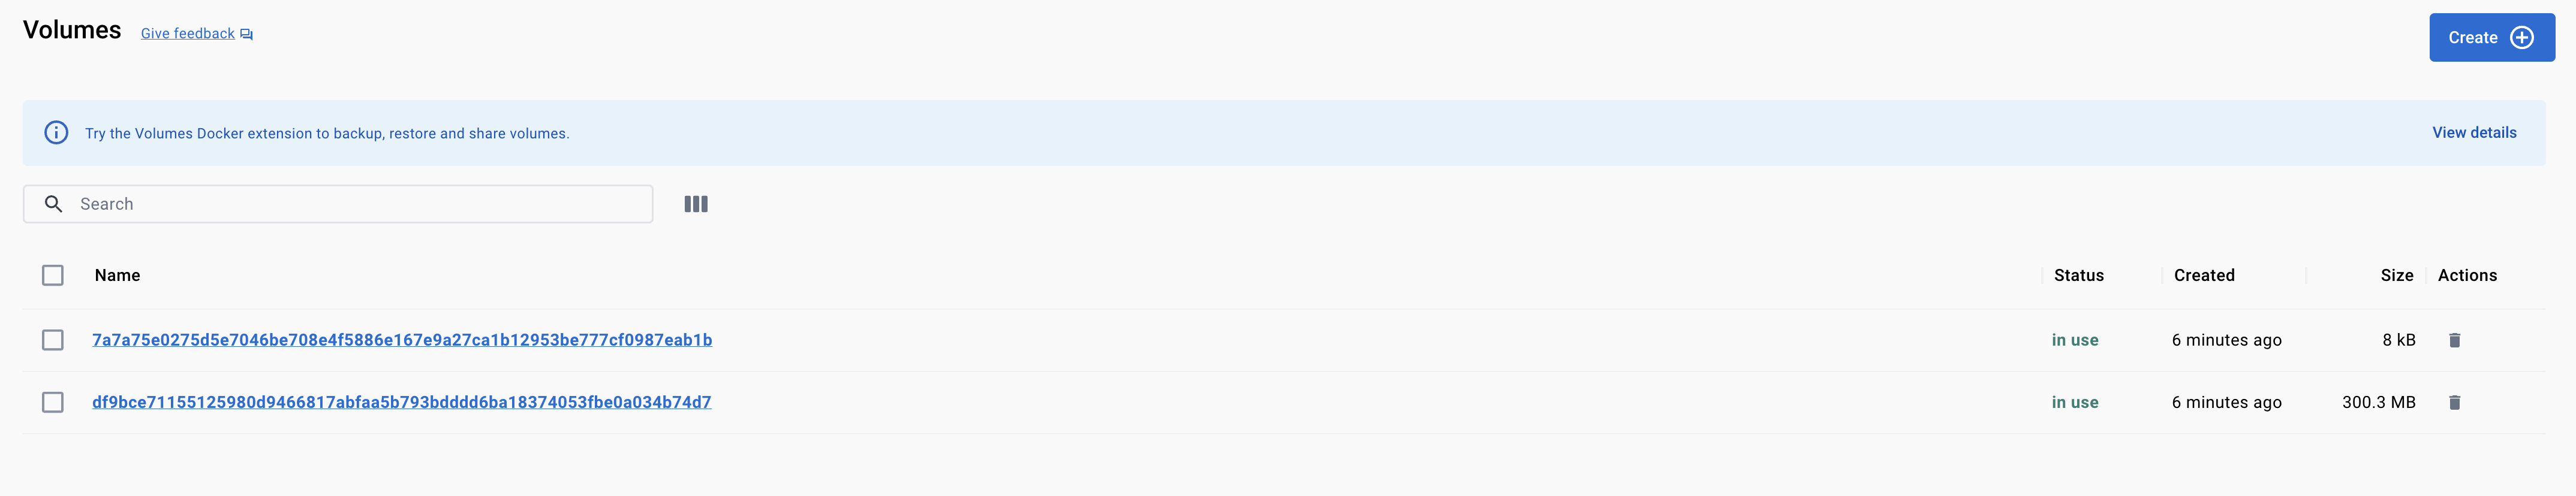 Volumes Give feedback
Create
Try the Volumes Docker extension to backup, restore and share volumes. View details
Search
Name Status Created Size Actions
7a7a75e0275d5e7046be708e4f5886e167e9a27ca1b12953be777cf0987eab1b in use 6 minutes ago 8 kB
df9bce71155125980d9466817abfaa5b793bdddd6ba18374053fbe0a034b74d7 in use 6 minutes ago 300.3 MB